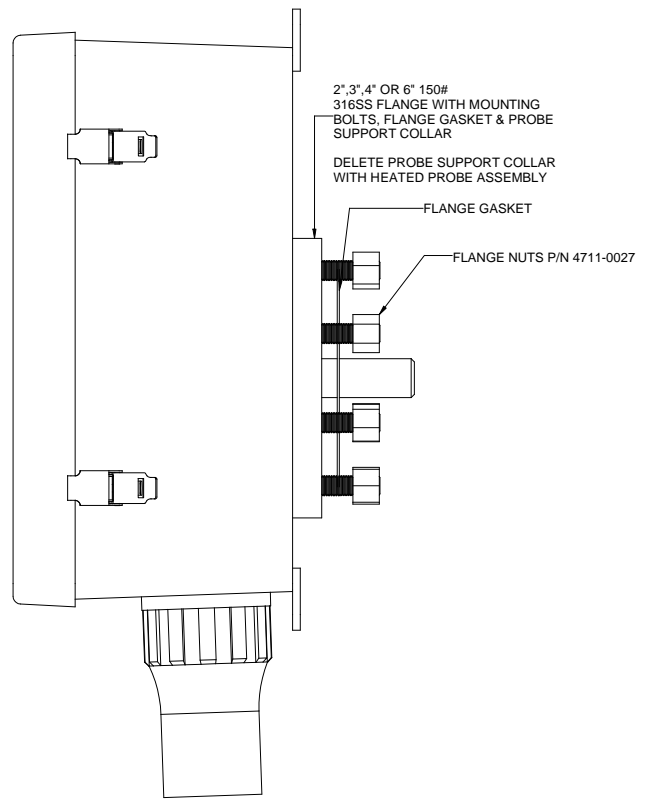 2",3",4" OR 6" 150#
316SS FLANGE WITH MOUNTING
BOLTS, FLANGE GASKET & PROBE
SUPPORT COLLAR
DELETE PROBE SUPPORT COLLAR
WITH HEATED PROBE ASSEMBLY
FLANGE GASKET
FLANGE NUTS P/N 4711-0027